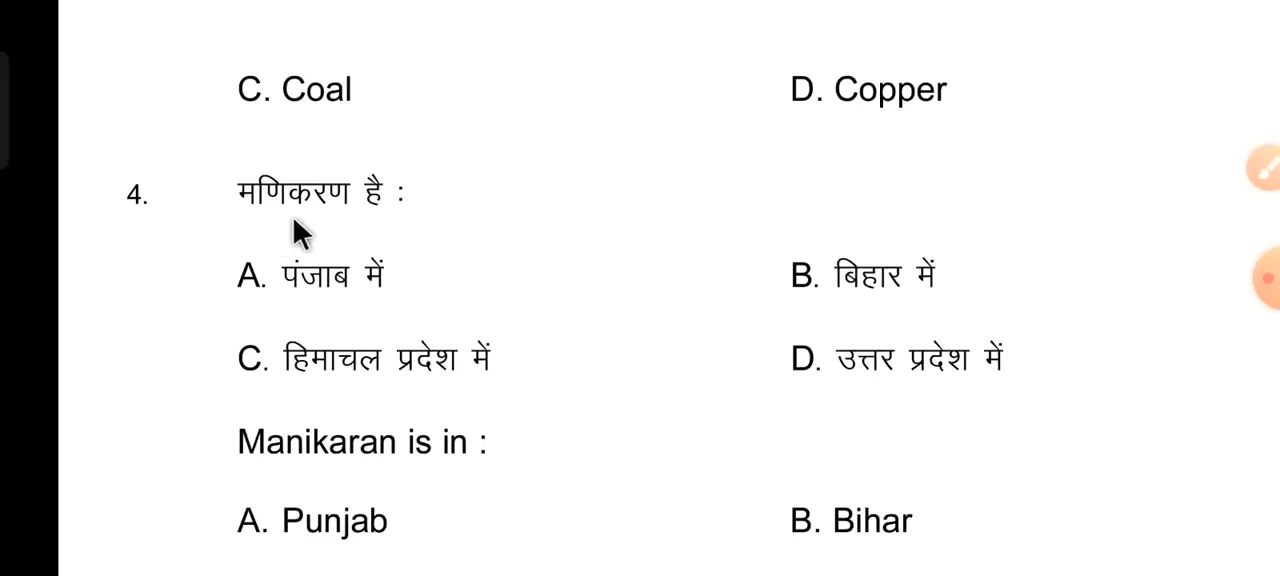 C. Coal D. Copper
4. मणिकरण है :
A. पंजाब में B. बिहार में
C. हिमाचल प्रदेश में D. उत्तर प्रदेश में
Manikaran is in :
A. Punjab B. Bihar